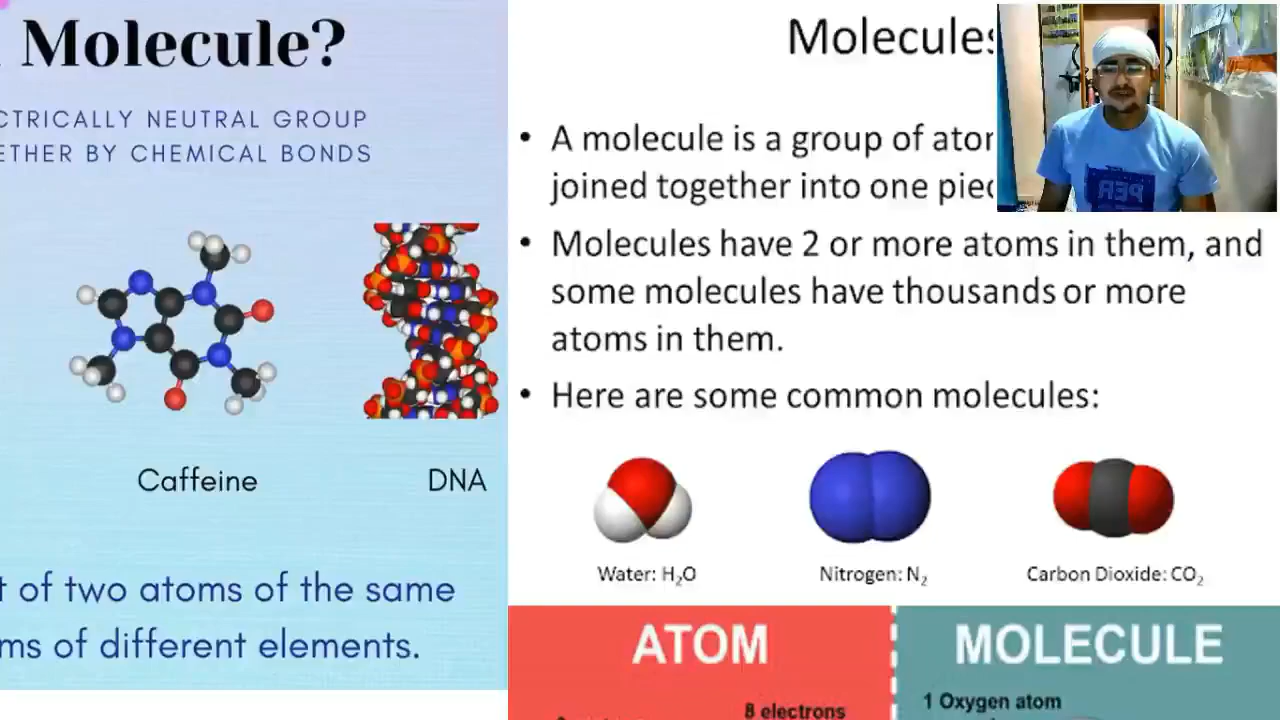 Molecule?
CTRICALLY NEUTRAL GROUP
ETHER BY CHEMICAL BONDS
Caffeine
DNA
t of two atoms of the same
ms of different elements.
Molecules
• A molecule is a group of ator
joined together into one piec
• Molecules have 2 or more atoms in them, and
some molecules have thousands or more
atoms in them.
• Here are some common molecules:
Water: H₂O
Nitrogen: N₂
Carbon Dioxide: CO₂
ATOM
8 electrons
MOLECULE
1 Oxygen atom